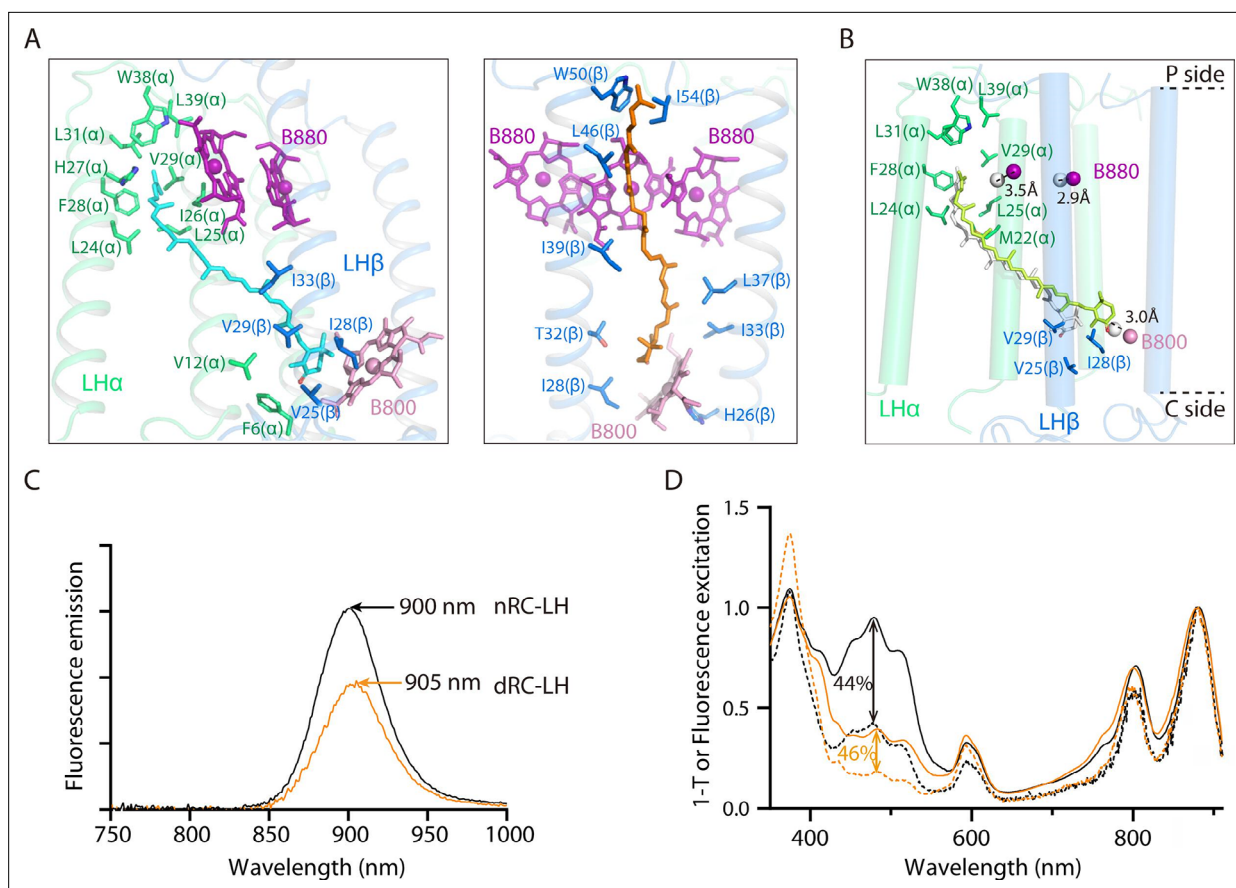 A
W38(α)
L39(α)
L31(α)
V29(α)
B880
H27(α)
F28(α)
I26(α)
L24(α)
L25(α)
I33(β)
LHβ
V29(β)
I28(β)
V12(α)
LHα
V25(β)
B800
F6(α)
W50(β)
I54(β)
B880
L46(β)
B880
I39(β)
L37(β)
T32(β)
I33(β)
I28(β)
H26(β)
B800
B
W38(α)
L39(α)
P side
L31(α)
V29(α)
B880
F28(α)
3.5Å
2.9Å
L24(α)
L25(α)
M22(α)
3.0Å
V29(β)
B800
V25(β)
I28(β)
LHα
LHβ
C side
C
Fluorescence emission
900 nm nRC-LH
905 nm dRC-LH
750 800 850 900 950 1000
Wavelength (nm)
D
1-T or Fluorescence excitation
1.5
1.0
0.5
0.0
44%
46%
400 600 800
Wavelength (nm)